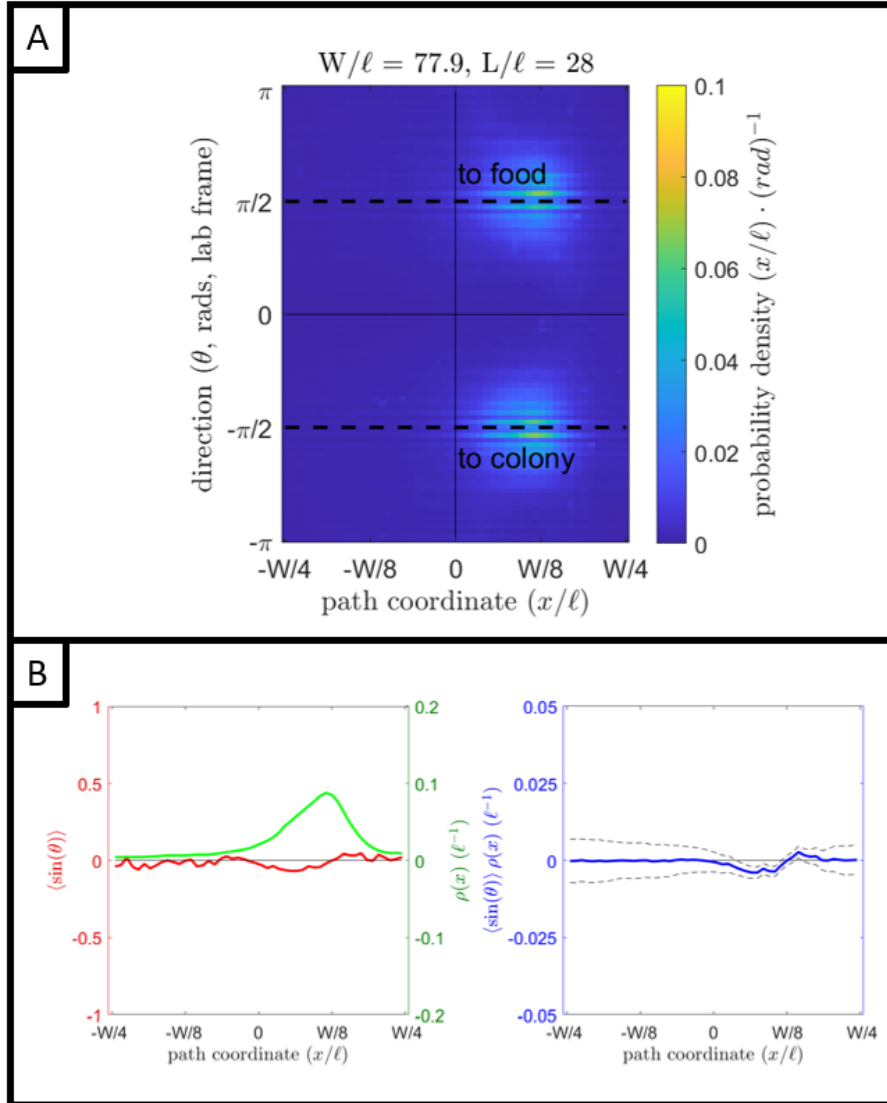 A
W/ℓ = 77.9, L/ℓ = 28
direction (θ, rads, lab frame)
π
π/2
0
-π/2
-π
to food
to colony
-W/4
-W/8
0
W/8
W/4
path coordinate (x/ℓ)
0.1
0.08
0.06
0.04
0.02
0
probability density (x/ℓ) · (rad)⁻¹
B
⟨sin(θ)⟩
1
0.5
0
-0.5
-1
0.2
0.1
0
-0.1
-0.2
ρ(x) (ℓ⁻¹)
-W/4
-W/8
0
W/8
W/4
path coordinate (x/ℓ)
⟨sin(θ)⟩ ρ(x) (ℓ⁻¹)
0.05
0.025
0
-0.025
-0.05
-W/4
-W/8
0
W/8
W/4
path coordinate (x/ℓ)